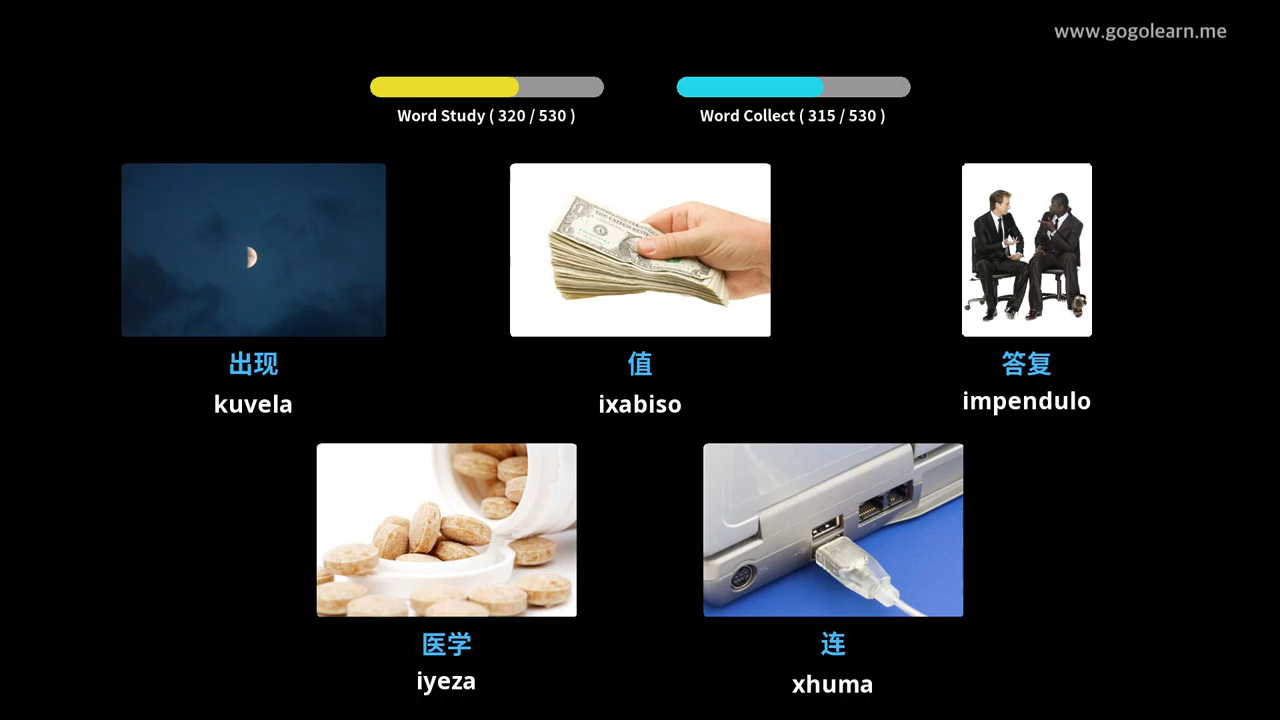 www.gogolearn.me
Word Study ( 320 / 530 )
Word Collect ( 315 / 530 )
出现
kuvela
值
ixabiso
答复
impendulo
医学
iyeza
连
xhuma